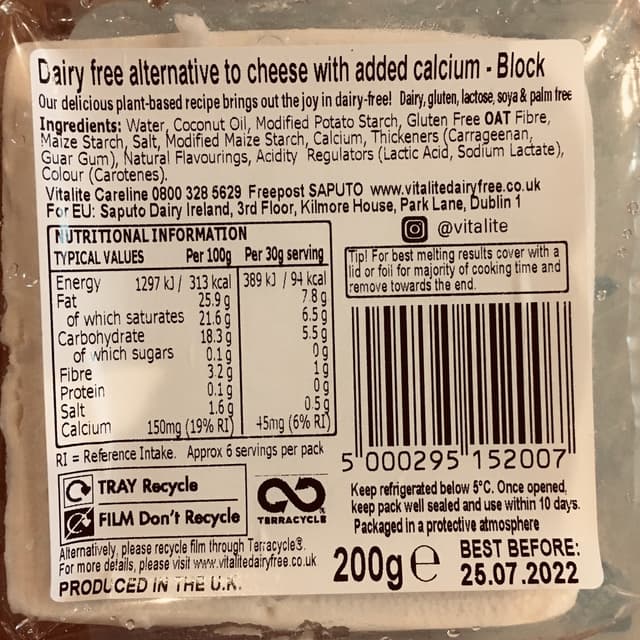 Dairy free alternative to cheese with added calcium - Block
Our delicious plant-based recipe brings out the joy in dairy-free! Dairy, gluten, lactose, soya & palm free
Ingredients: Water, Coconut Oil, Modified Potato Starch, Gluten Free OAT Fibre,
Maize Starch, Salt, Modified Maize Starch, Calcium, Thickeners (Carrageenan,
Guar Gum), Natural Flavourings, Acidity Regulators (Lactic Acid, Sodium Lactate),
Colour (Carotenes).
Vitalite Careline 0800 328 5629 Freepost SAPUTO www.vitalitedairyfree.co.uk
For EU: Saputo Dairy Ireland, 3rd Floor, Kilmore House, Park Lane, Dublin 1
@vitalite
NUTRITIONAL INFORMATION
TYPICAL VALUES Per 100g Per 30g serving
Energy 1297 kJ / 313 kcal 389 kJ / 94 kcal
Fat 25.9 g 7.8 g
of which saturates 21.6 g 6.5 g
Carbohydrate 18.3 g 5.5 g
of which sugars 0.1 g 0 g
Fibre 3.2 g 1 g
Protein 0.1 g 0 g
Salt 1.6 g 0.5 g
Calcium 150mg (19% RI) 45mg (6% RI)
RI = Reference Intake. Approx 6 servings per pack
Tip! For best melting results cover with a
lid or foil for majority of cooking time and
remove towards the end.
5 000295 152007
TRAY Recycle
FILM Don't Recycle
TERRACYCLE
Alternatively, please recycle film through Terracycle®.
For more details, please visit www.vitalitedairyfree.co.uk
PRODUCED IN THE U.K.
Keep refrigerated below 5°C. Once opened,
keep pack well sealed and use within 10 days.
Packaged in a protective atmosphere
200g e
BEST BEFORE:
25.07.2022